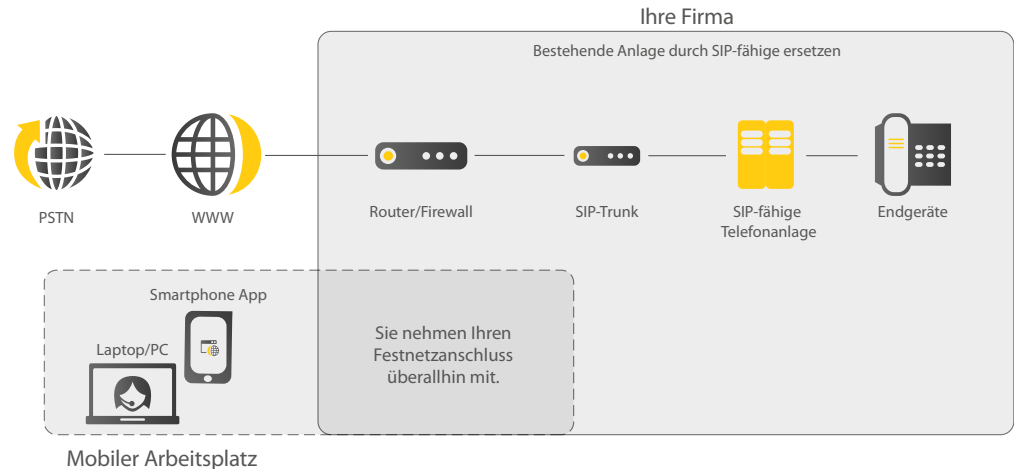 Ihre Firma
Bestehende Anlage durch SIP-fähige ersetzen
PSTN
WWW
Router/Firewall
SIP-Trunk
SIP-fähige
Telefonanlage
Endgeräte
Smartphone App
Laptop/PC
Sie nehmen Ihren
Festnetzanschluss
überallhin mit.
Mobiler Arbeitsplatz